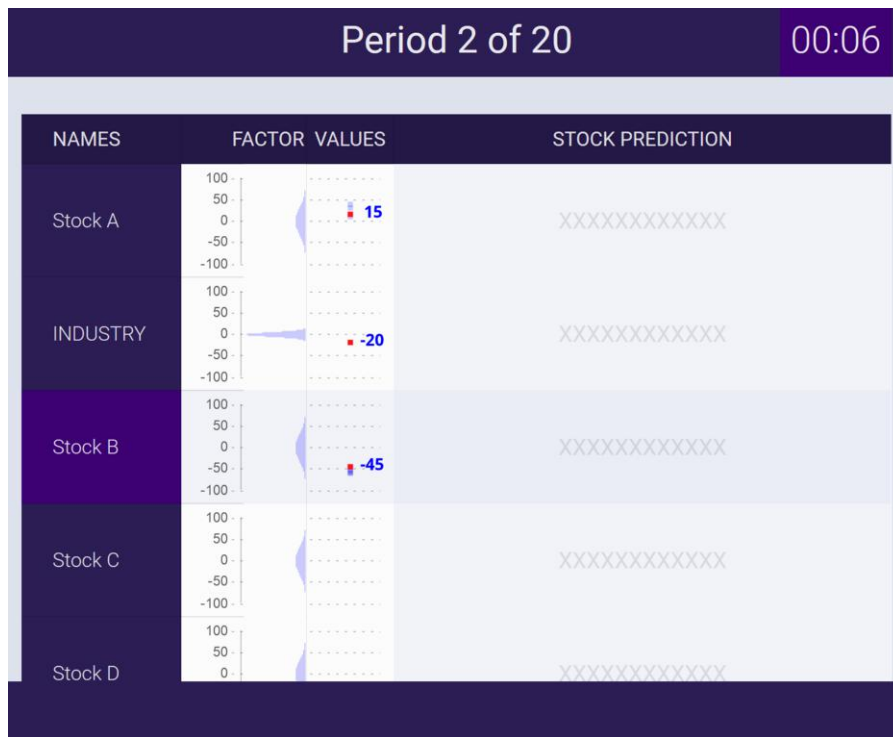 Period 2 of 20 00:06
NAMES FACTOR VALUES STOCK PREDICTION
100
50
Stock A 0 15 XXXXXXXXXXXX
-50
-100
100
50
INDUSTRY 0 -20 XXXXXXXXXXXX
-50
-100
100
50
Stock B 0 XXXXXXXXXXXX
-50 -45
-100
100
50
Stock C 0 XXXXXXXXXXXX
-50
-100
100
50
Stock D 0 XXXXXXXXXXXX